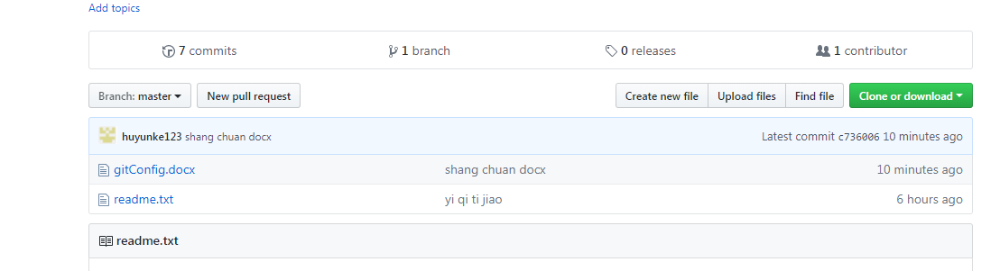 Add topics
7 commits 1 branch 0 releases 1 contributor
Branch: master New pull request Create new file Upload files Find file Clone or download
huyunke123 shang chuan docx Latest commit c736006 10 minutes ago
gitConfig.docx shang chuan docx 10 minutes ago
readme.txt yi qi ti jiao 6 hours ago
readme.txt